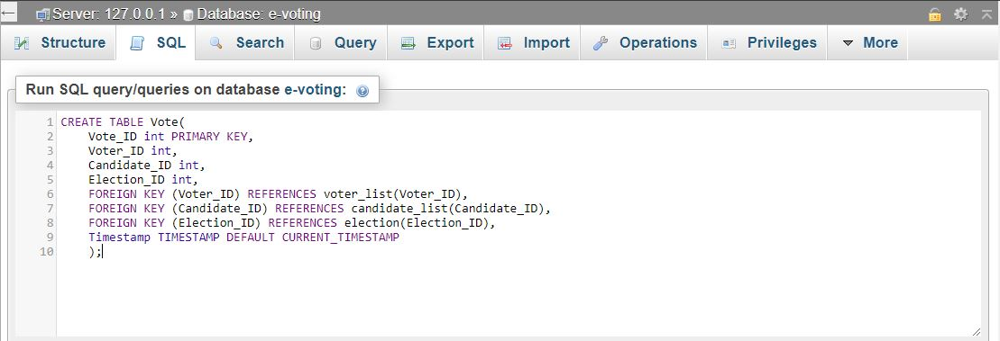 Server: 127.0.0.1 » Database: e-voting
Structure SQL Search Query Export Import Operations Privileges More
Run SQL query/queries on database e-voting:
1 CREATE TABLE Vote(
2 Vote_ID int PRIMARY KEY,
3 Voter_ID int,
4 Candidate_ID int,
5 Election_ID int,
6 FOREIGN KEY (Voter_ID) REFERENCES voter_list(Voter_ID),
7 FOREIGN KEY (Candidate_ID) REFERENCES candidate_list(Candidate_ID),
8 FOREIGN KEY (Election_ID) REFERENCES election(Election_ID),
9 Timestamp TIMESTAMP DEFAULT CURRENT_TIMESTAMP
10 );